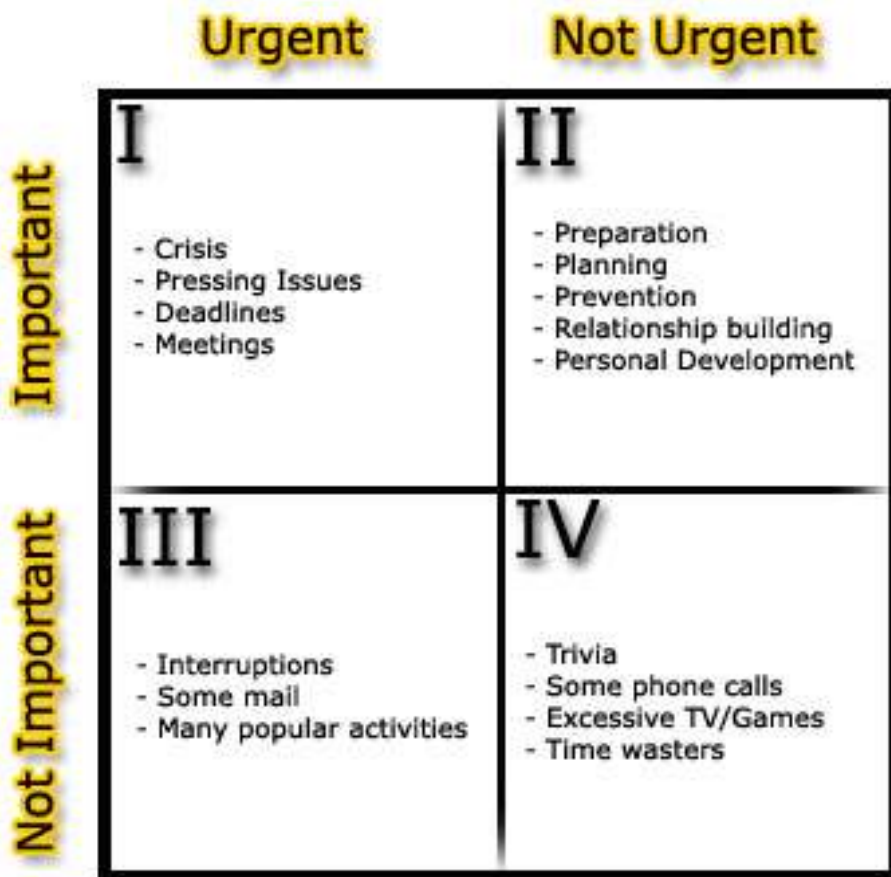 Urgent
Not Urgent
Important
I
- Crisis
- Pressing Issues
- Deadlines
- Meetings
II
- Preparation
- Planning
- Prevention
- Relationship building
- Personal Development
Not Important
III
- Interruptions
- Some mail
- Many popular activities
IV
- Trivia
- Some phone calls
- Excessive TV/Games
- Time wasters